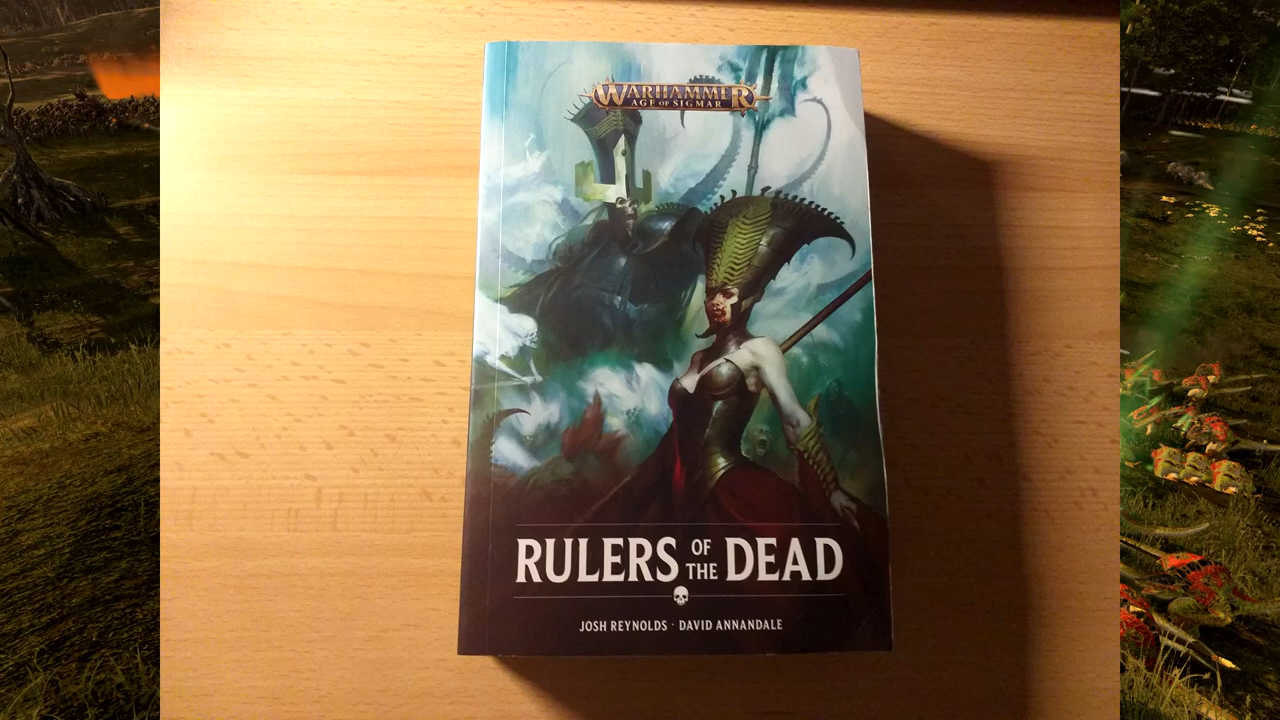 WARHAMMER
AGE OF SIGMAR
RULERS OF THE DEAD
JOSH REYNOLDS · DAVID ANNANDALE